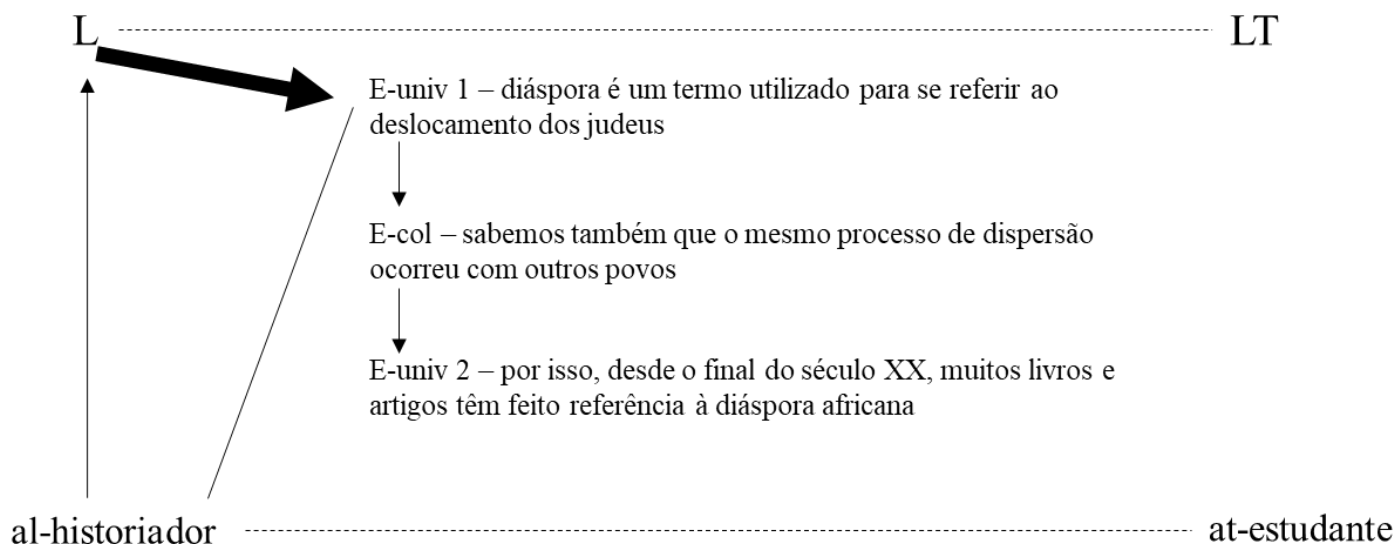 L
LT
E-univ 1 – diáspora é um termo utilizado para se referir ao
deslocamento dos judeus
E-col – sabemos também que o mesmo processo de dispersão
ocorreu com outros povos
E-univ 2 – por isso, desde o final do século XX, muitos livros e
artigos têm feito referência à diáspora africana
al-historiador
at-estudante